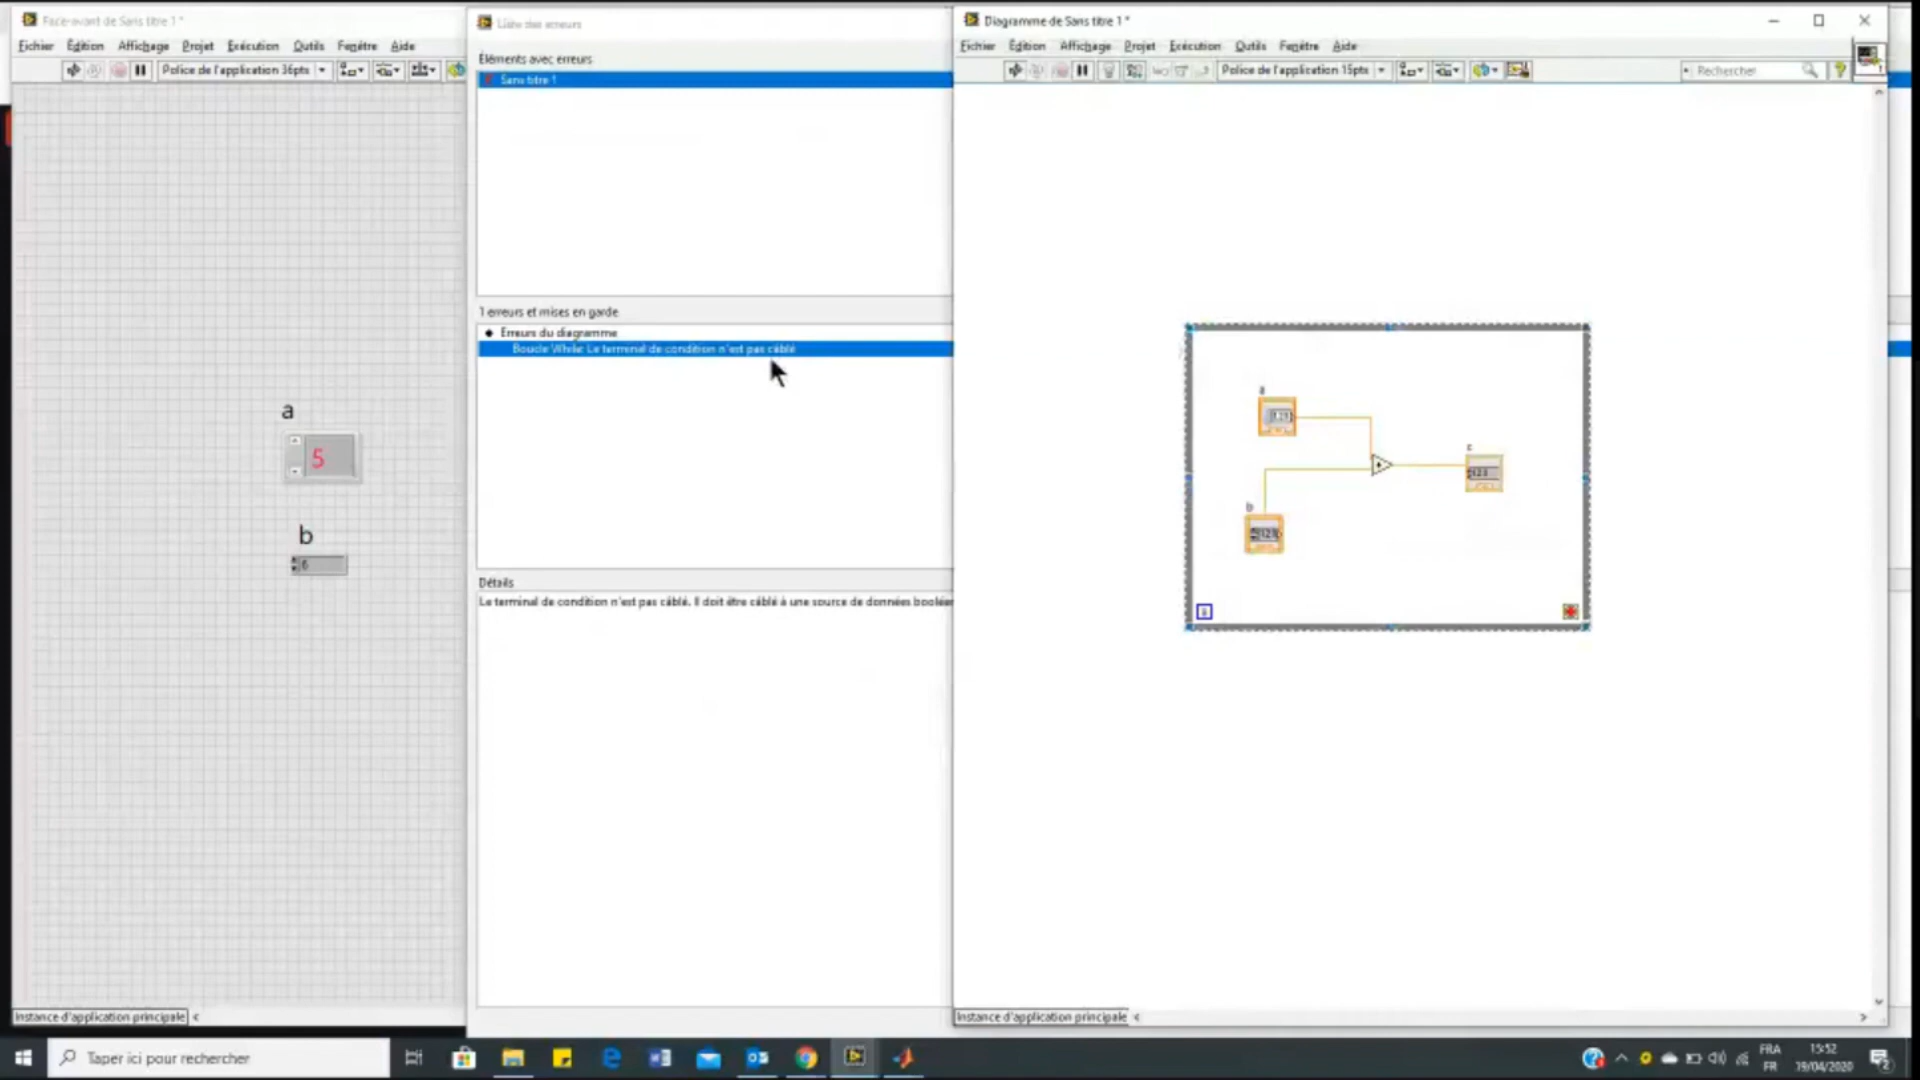 Face-avant de Sans titre 1 *
Fichier Édition Affichage Projet Exécution Outils Fenêtre Aide
Police de l'application 36pts
a
5
b
6
Instance d'application principale
Liste des erreurs
Éléments avec erreurs
Sans titre 1
1 erreurs et mises en garde
Erreurs du diagramme
Boucle While: Le terminal de condition n'est pas câblé
Détails
Le terminal de condition n'est pas câblé. Il doit être câblé à une source de données booléen
Diagramme de Sans titre 1 *
Fichier Édition Affichage Projet Exécution Outils Fenêtre Aide
Police de l'application 15pts
Rechercher
a
b
c
i
Instance d'application principale
Taper ici pour rechercher
FRA
FR
15:52
19/04/2020